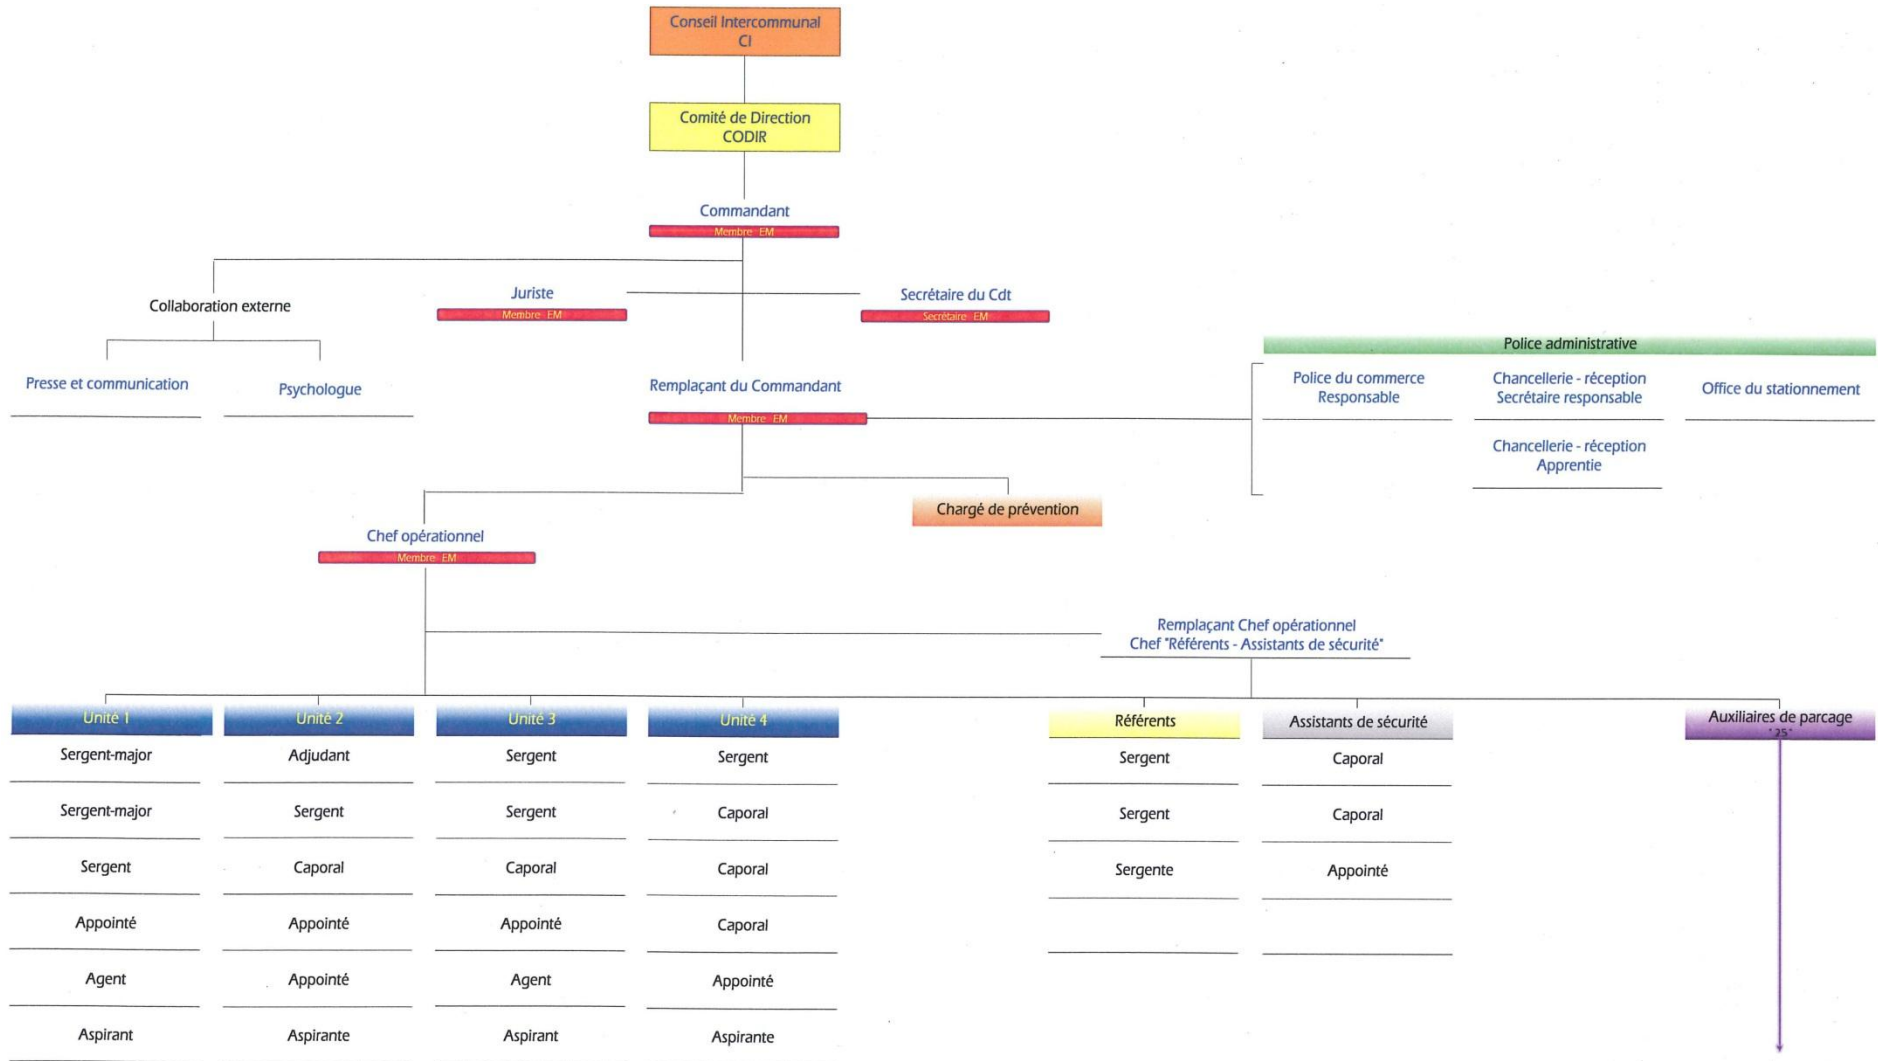 Conseil Intercommunal
CI
Comité de Direction
CODIR
Commandant
Membre EM
Collaboration externe
Juriste
Membre EM
Secrétaire du Cdt
Secrétaire EM
Presse et communication
Psychologue
Remplaçant du Commandant
Membre EM
Police administrative
Police du commerce
Responsable
Chancellerie - réception
Secrétaire responsable
Office du stationnement
Chancellerie - réception
Apprentie
Chargé de prévention
Chef opérationnel
Membre EM
Remplaçant Chef opérationnel
Chef "Référents - Assistants de sécurité"
Unité 1
Sergent-major
Sergent-major
Sergent
Appointé
Agent
Aspirant
Unité 2
Adjudant
Sergent
Caporal
Appointé
Appointé
Aspirante
Unité 3
Sergent
Sergent
Caporal
Appointé
Agent
Aspirant
Unité 4
Sergent
Caporal
Caporal
Caporal
Appointé
Aspirante
Référents
Sergent
Sergent
Sergente
Assistants de sécurité
Caporal
Caporal
Appointé
Auxiliaires de parcage
"25"